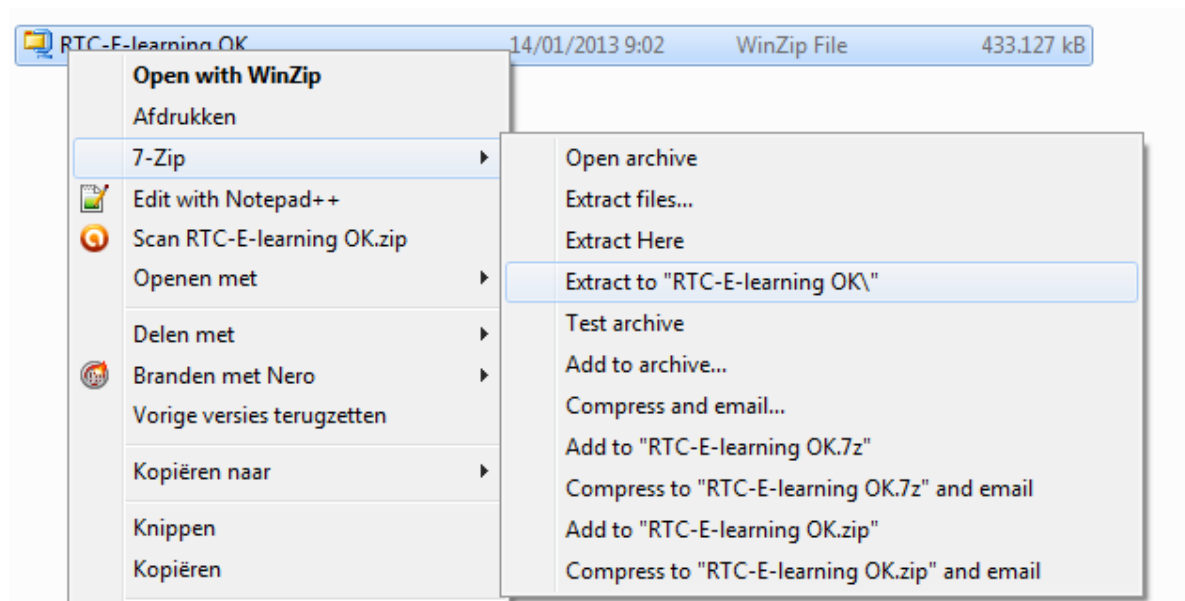 RTC-E-learning OK 14/01/2013 9:02 WinZip File 433.127 kB
Open with WinZip
Afdrukken
7-Zip
Edit with Notepad++
Scan RTC-E-learning OK.zip
Openen met
Delen met
Branden met Nero
Vorige versies terugzetten
Kopiëren naar
Knippen
Kopiëren
Open archive
Extract files...
Extract Here
Extract to "RTC-E-learning OK\"
Test archive
Add to archive...
Compress and email...
Add to "RTC-E-learning OK.7z"
Compress to "RTC-E-learning OK.7z" and email
Add to "RTC-E-learning OK.zip"
Compress to "RTC-E-learning OK.zip" and email